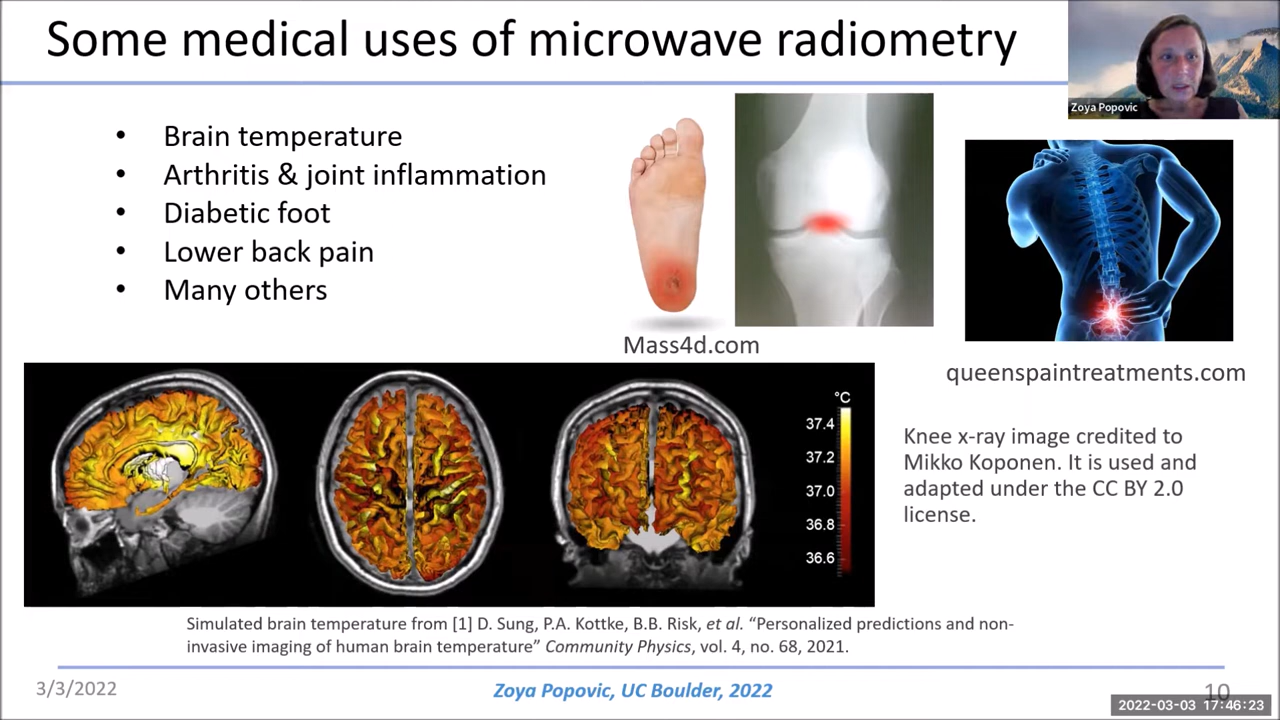 Some medical uses of microwave radiometry
Zoya Popovic
• Brain temperature
• Arthritis & joint inflammation
• Diabetic foot
• Lower back pain
• Many others
Mass4d.com
queenspaintreatments.com
°C
37.4
37.2
37.0
36.8
36.6
Knee x-ray image credited to
Mikko Koponen. It is used and
adapted under the CC BY 2.0
license.
Simulated brain temperature from [1] D. Sung, P.A. Kottke, B.B. Risk, et al. “Personalized predictions and non-
invasive imaging of human brain temperature” Community Physics, vol. 4, no. 68, 2021.
3/3/2022
Zoya Popovic, UC Boulder, 2022
10
2022-03-03 17:46:23